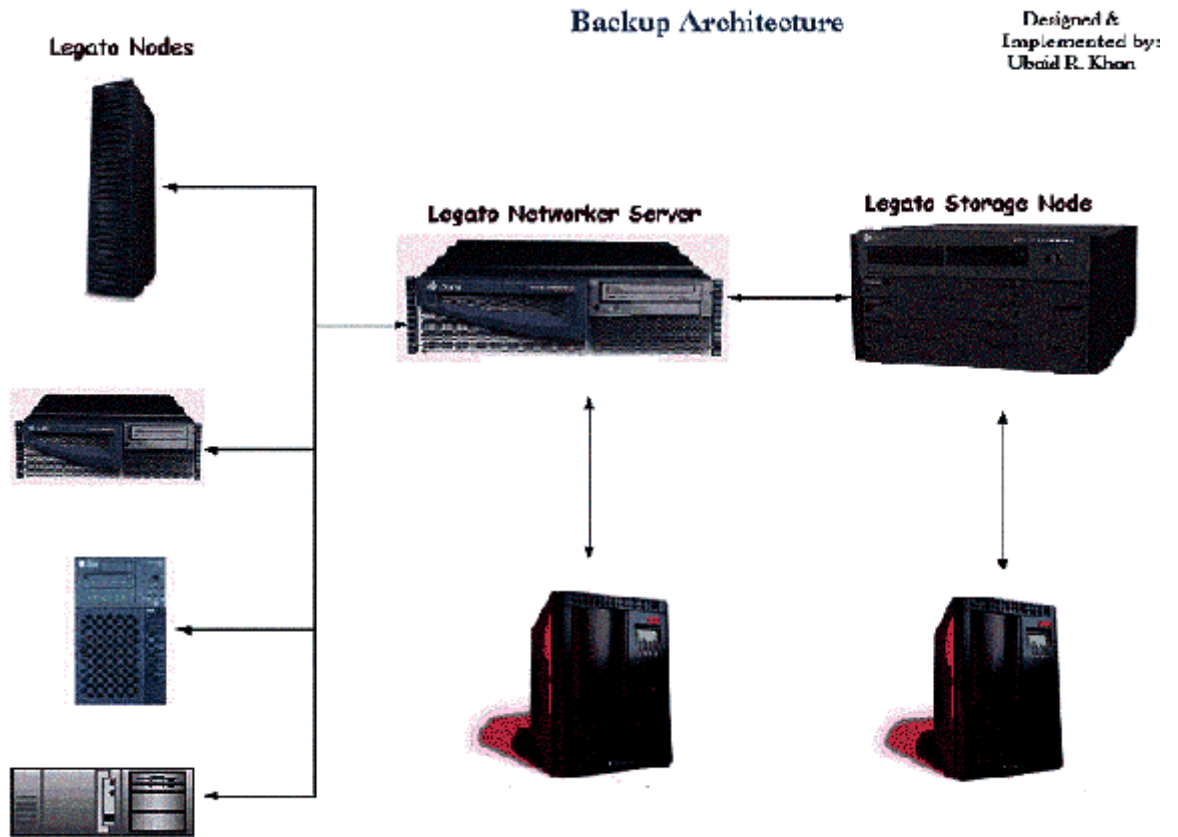 Backup Architecture
Designed &
Implemented by:
Ubaid R. Khan
Legato Nodes
Legato Networker Server
Legato Storage Node